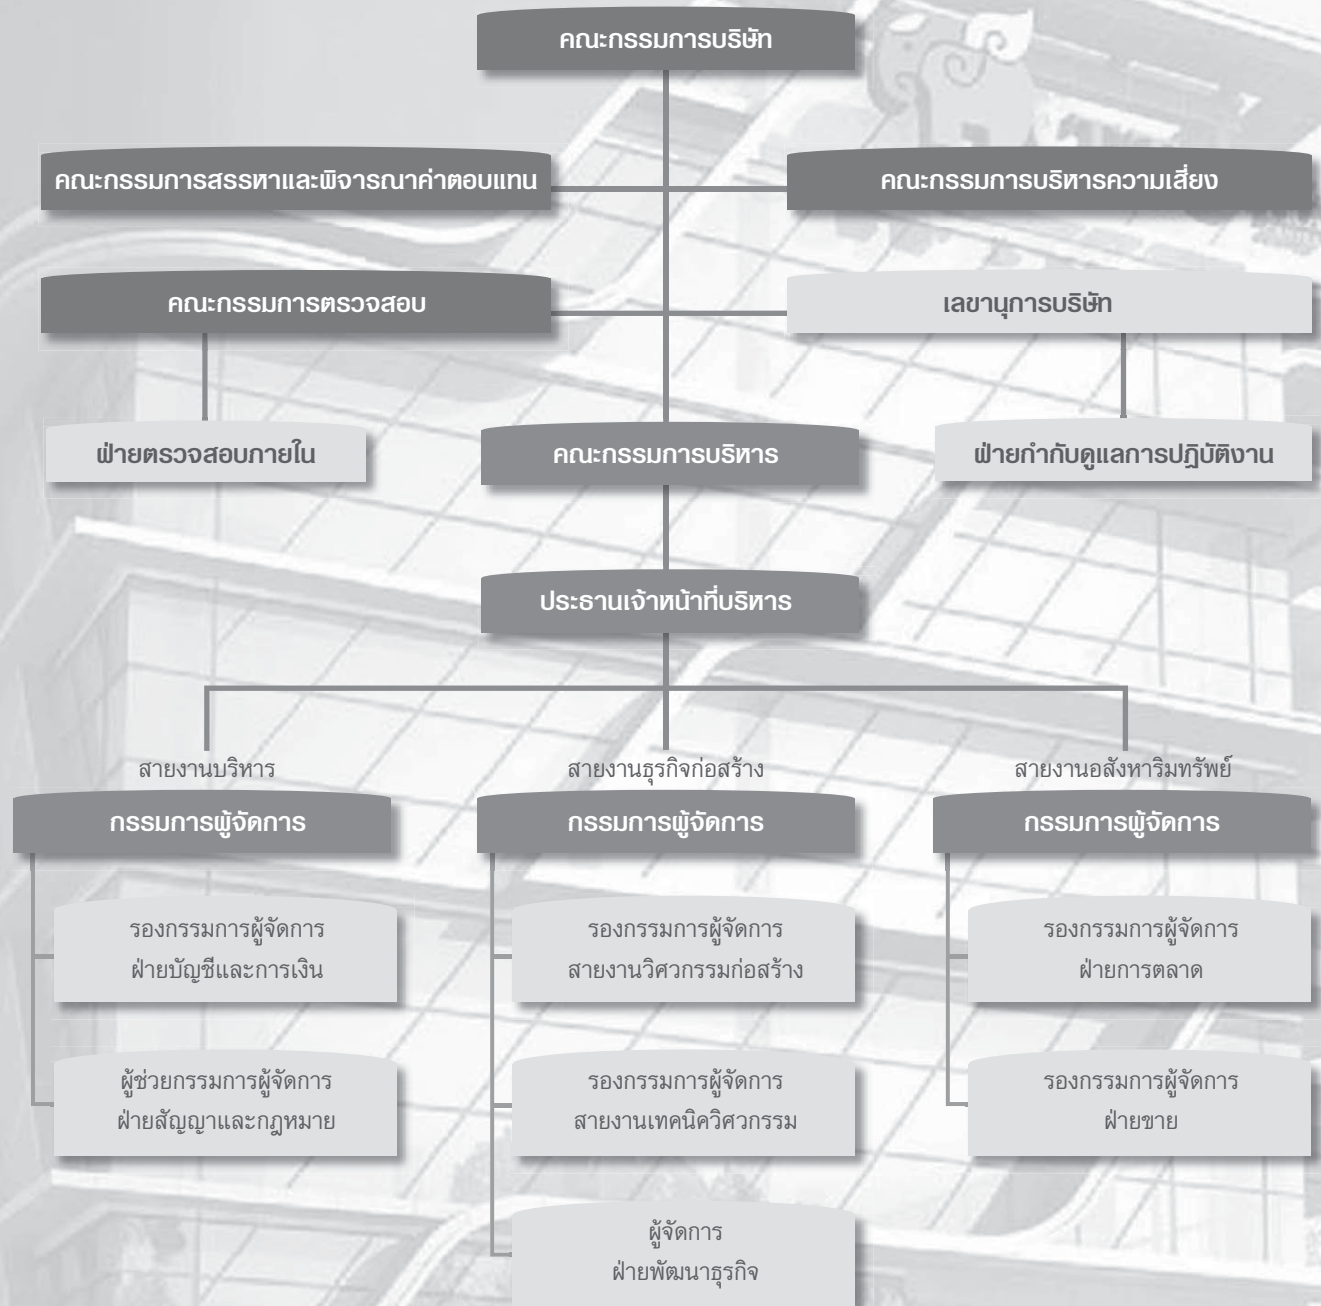 คณะกรรมการบริษัท
คณะกรรมการสรรหาและพิจารณาค่าตอบแทน
คณะกรรมการบริหารความเสี่ยง
คณะกรรมการตรวจสอบ
เลขานุการบริษัท
ฝ่ายตรวจสอบภายใน
คณะกรรมการบริหาร
ฝ่ายกำกับดูแลการปฏิบัติงาน
ประธานเจ้าหน้าที่บริหาร
สายงานบริหาร
สายงานธุรกิจก่อสร้าง
สายงานอสังหาริมทรัพย์
กรรมการผู้จัดการ
กรรมการผู้จัดการ
กรรมการผู้จัดการ
รองกรรมการผู้จัดการ
ฝ่ายบัญชีและการเงิน
รองกรรมการผู้จัดการ
สายงานวิศวกรรมก่อสร้าง
รองกรรมการผู้จัดการ
ฝ่ายการตลาด
ผู้ช่วยกรรมการผู้จัดการ
ฝ่ายสัญญาและกฎหมาย
รองกรรมการผู้จัดการ
สายงานเทคนิควิศวกรรม
รองกรรมการผู้จัดการ
ฝ่ายขาย
ผู้จัดการ
ฝ่ายพัฒนาธุรกิจ